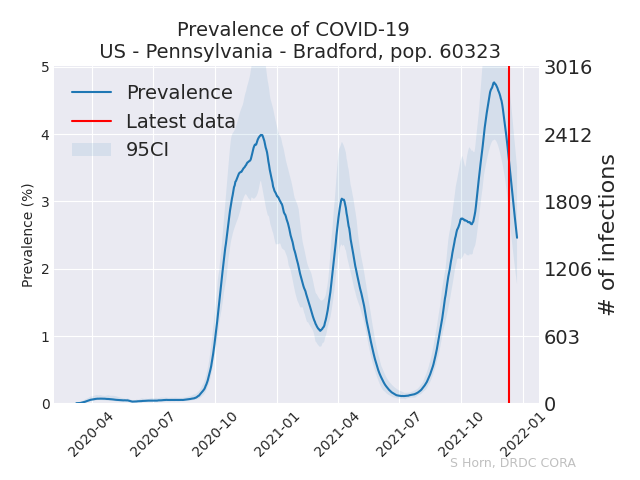 Prevalence of COVID-19
US - Pennsylvania - Bradford, pop. 60323
Prevalence
Latest data
95CI
5
4
3
2
1
0
Prevalence (%)
3016
2412
1809
1206
603
0
# of infections
2020-04
2020-07
2020-10
2021-01
2021-04
2021-07
2021-10
2022-01
S Horn, DRDC CORA